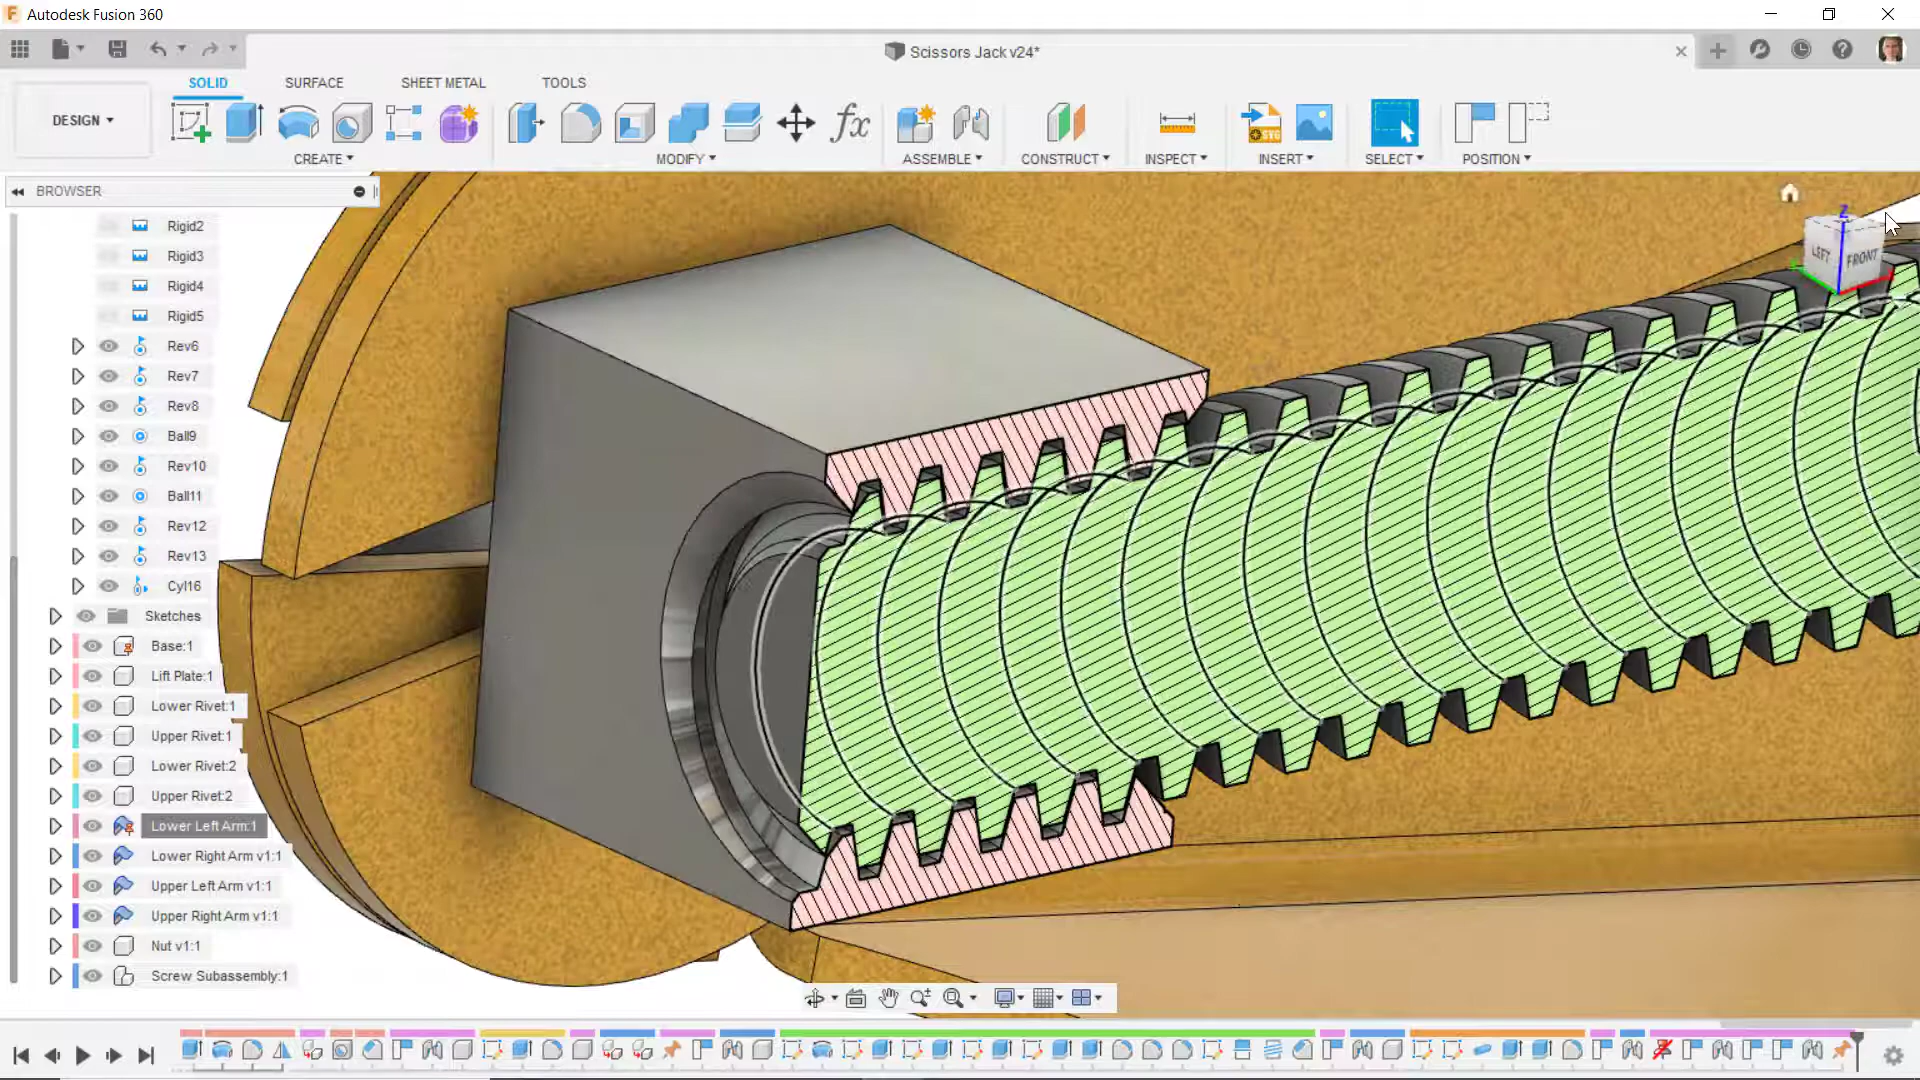 Autodesk Fusion 360
Scissors Jack v24*
SOLID SURFACE SHEET METAL TOOLS
DESIGN
CREATE MODIFY ASSEMBLE CONSTRUCT INSPECT INSERT SELECT POSITION
BROWSER
Rigid2
Rigid3
Rigid4
Rigid5
Rev6
Rev7
Rev8
Ball9
Rev10
Ball11
Rev12
Rev13
Cyl16
Sketches
Base:1
Lift Plate:1
Lower Rivet:1
Upper Rivet:1
Lower Rivet:2
Upper Rivet:2
Lower Left Arm:1
Lower Right Arm v1:1
Upper Left Arm v1:1
Upper Right Arm v1:1
Nut v1:1
Screw Subassembly:1
Z
LEFT FRONT
fx
SVG